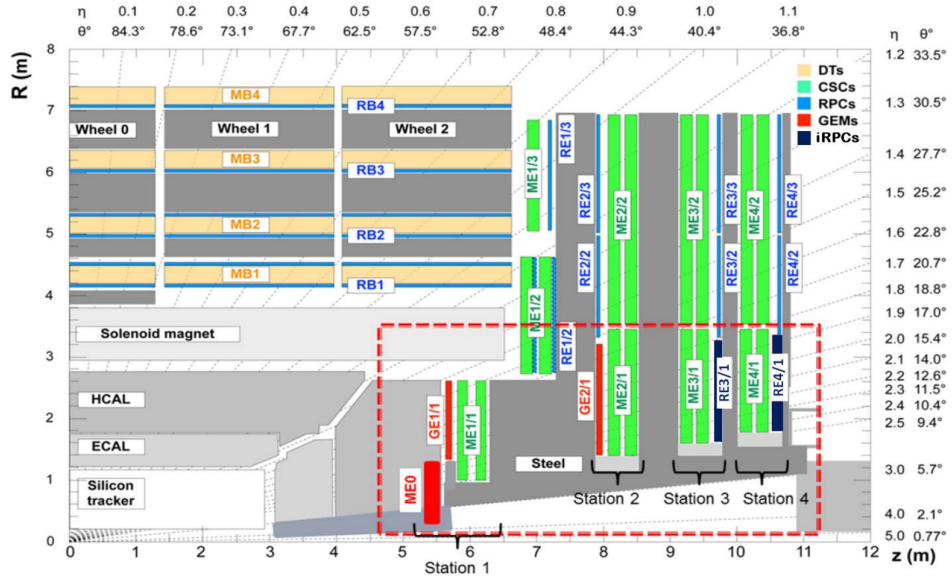 η 0.1 0.2 0.3 0.4 0.5 0.6 0.7 0.8 0.9 1.0 1.1
θ° 84.3° 78.6° 73.1° 67.7° 62.5° 57.5° 52.8° 48.4° 44.3° 40.4° 36.8° η θ°
R (m)
8
7
6
5
4
3
2
1
0
1.2 33.5°
1.3 30.5°
1.4 27.7°
1.5 25.2°
1.6 22.8°
1.7 20.7°
1.8 18.8°
1.9 17.0°
2.0 15.4°
2.1 14.0°
2.2 12.6°
2.3 11.5°
2.4 10.4°
2.5 9.4°
3.0 5.7°
4.0 2.1°
5.0 0.77°
DTs
CSCs
RPCs
GEMs
iRPCs
MB4
RB4
Wheel 0
Wheel 1
Wheel 2
MB3
RB3
MB2
RB2
MB1
RB1
Solenoid magnet
HCAL
ECAL
Silicon
tracker
Steel
ME1/3
RE1/3
ME1/2
RE1/2
RE2/3
RE2/2
ME2/2
ME3/2
RE3/3
RE3/2
ME4/2
RE4/3
RE4/2
GE1/1
ME1/1
ME0
GE2/1
ME2/1
ME3/1
RE3/1
ME4/1
RE4/1
Station 2
Station 3
Station 4
Station 1
0 1 2 3 4 5 6 7 8 9 10 11 12
z (m)